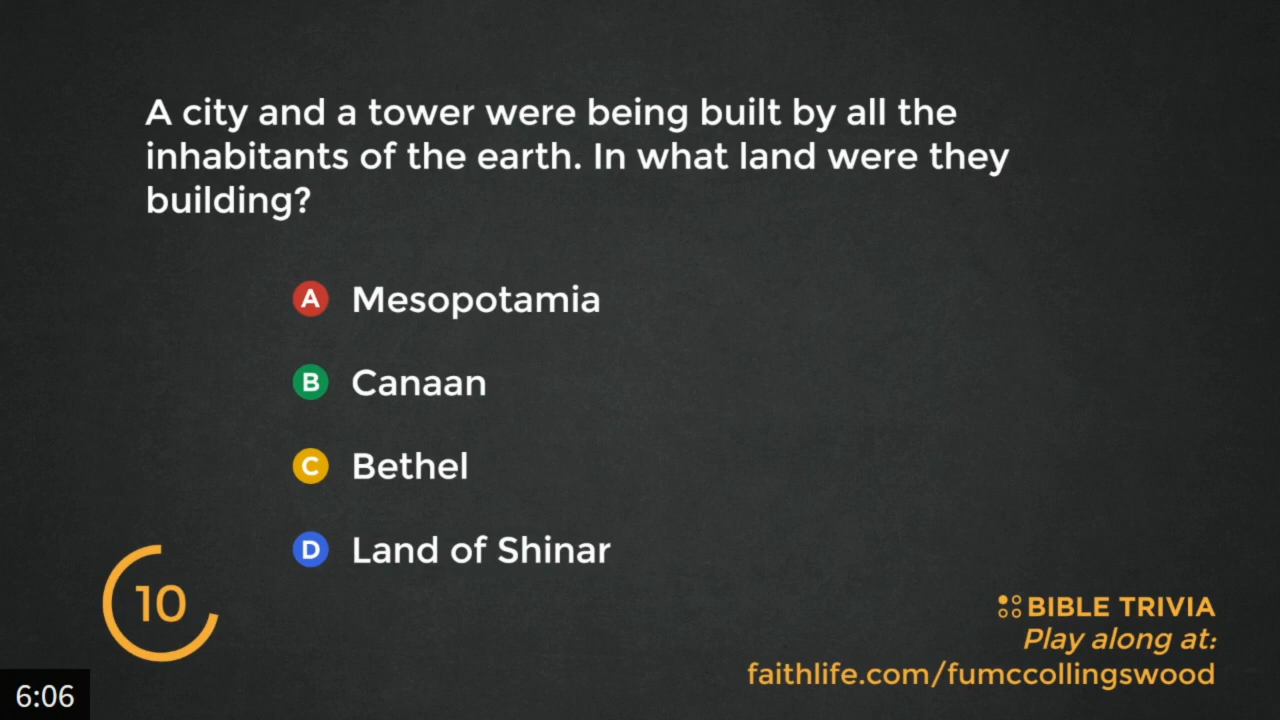 A city and a tower were being built by all the
inhabitants of the earth. In what land were they
building?
A Mesopotamia
B Canaan
C Bethel
D Land of Shinar
10
BIBLE TRIVIA
Play along at:
faithlife.com/fumccollingswood
6:06